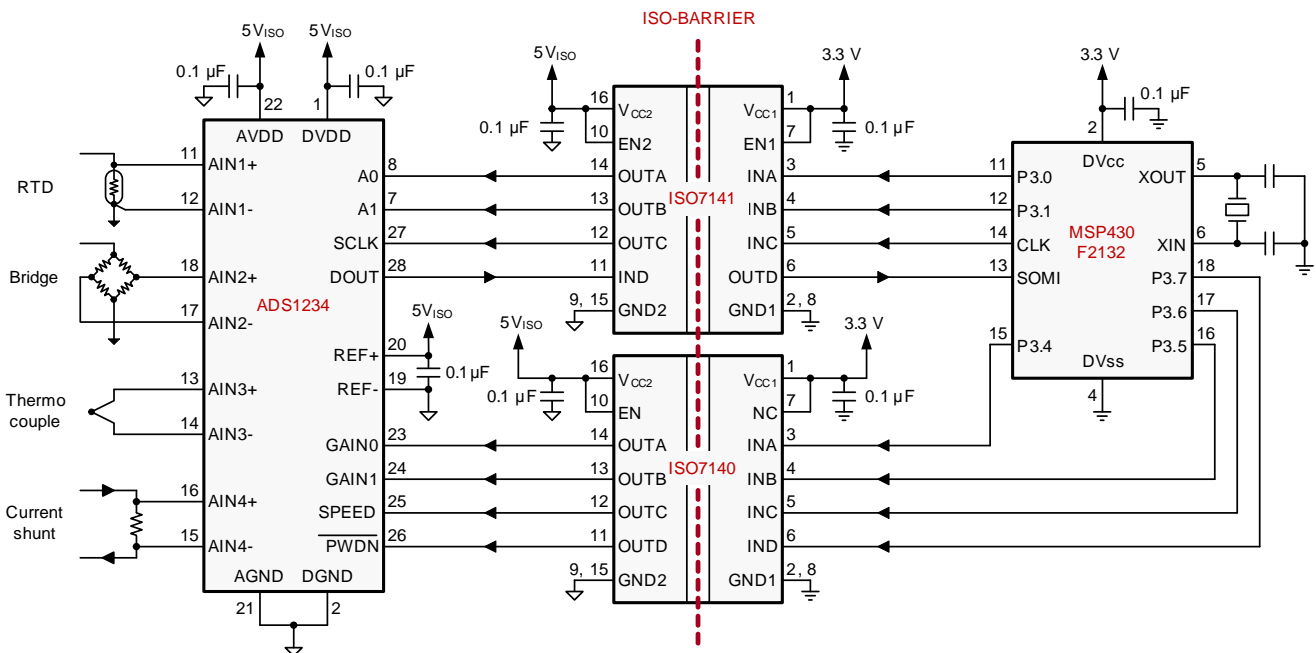 ISO-BARRIER
5VISO
5VISO
5VISO
3.3 V
3.3 V
0.1 µF
0.1 µF
0.1 µF
0.1 µF
0.1 µF
22
1
AVDD
DVDD
RTD
11
AIN1+
12
AIN1-
Bridge
18
AIN2+
17
AIN2-
Thermo
couple
13
AIN3+
14
AIN3-
Current
shunt
16
AIN4+
15
AIN4-
ADS1234
A0
8
A1
7
SCLK
27
DOUT
28
REF+
20
REF-
19
5VISO
0.1 µF
GAIN0
23
GAIN1
24
SPEED
25
PWDN
26
AGND
DGND
21
2
16
VCC2
10
EN2
14
OUTA
13
OUTB
12
OUTC
11
IND
9, 15
GND2
ISO7141
VCC1
1
EN1
7
INA
3
INB
4
INC
5
OUTD
6
GND1
2, 8
5VISO
3.3 V
0.1 µF
0.1 µF
16
VCC2
10
EN
14
OUTA
13
OUTB
12
OUTC
11
OUTD
9, 15
GND2
ISO7140
VCC1
1
NC
7
INA
3
INB
4
INC
5
IND
6
GND1
2, 8
2
DVcc
11
P3.0
12
P3.1
14
CLK
13
SOMI
15
P3.4
MSP430
F2132
XOUT
5
XIN
6
P3.7
18
P3.6
17
P3.5
16
DVss
4